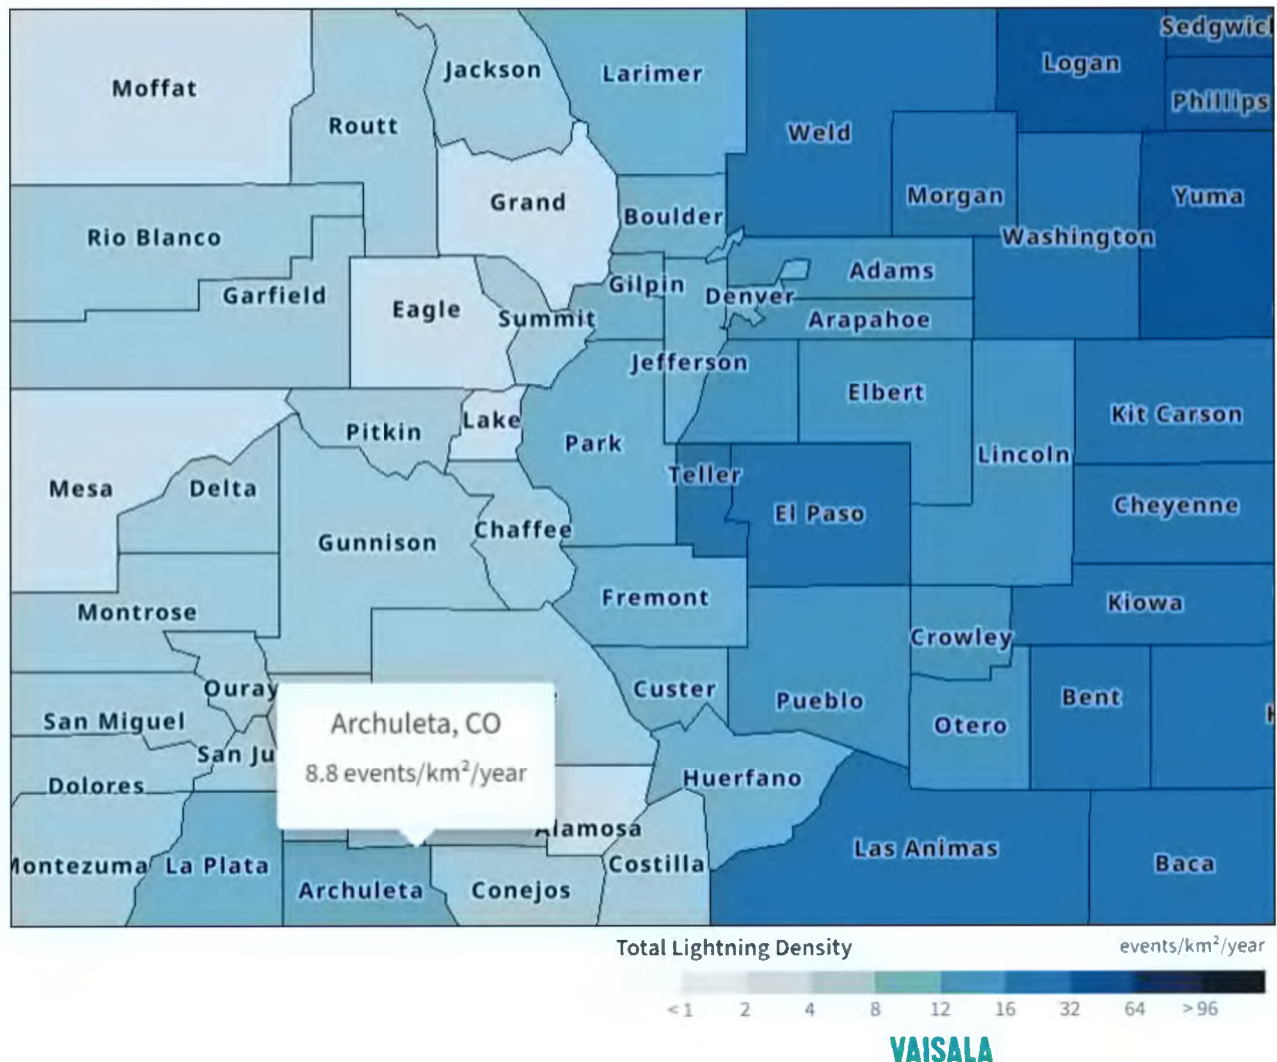 Sedgwic
Logan
Jackson
Larimer
Moffat
Phillips
Routt
Weld
Morgan
Yuma
Grand
Boulder
Rio Blanco
Washington
Adams
Gilpin
Garfield
Denver
Eagle
Summit
Arapahoe
Jefferson
Elbert
Kit Carson
Lake
Pitkin
Park
Lincoln
Teller
Mesa
Delta
Cheyenne
El Paso
Chaffee
Gunnison
Fremont
Kiowa
Montrose
Crowley
Ouray
Custer
Bent
Pueblo
San Miguel
Archuleta, CO
Otero
San Ju
8.8 events/km²/year
Huerfano
Dolores
Alamosa
Las Animas
Montezuma
La Plata
Costilla
Baca
Archuleta
Conejos
Total Lightning Density events/km²/year
<1 2 4 8 12 16 32 64 >96
VAISALA